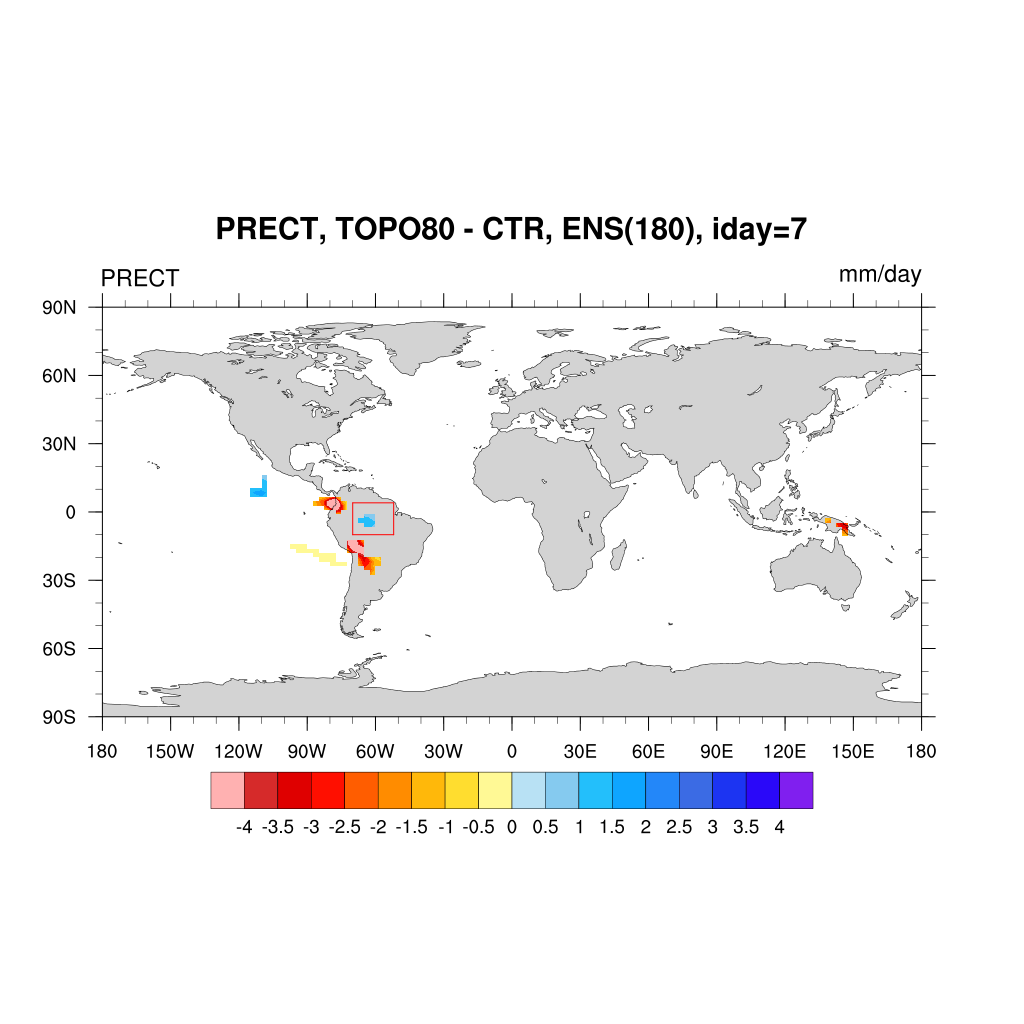 PRECT, TOPO80 - CTR, ENS(180), iday=7
PRECT mm/day
90N
60N
30N
0
30S
60S
90S
180 150W 120W 90W 60W 30W 0 30E 60E 90E 120E 150E 180
-4 -3.5 -3 -2.5 -2 -1.5 -1 -0.5 0 0.5 1 1.5 2 2.5 3 3.5 4